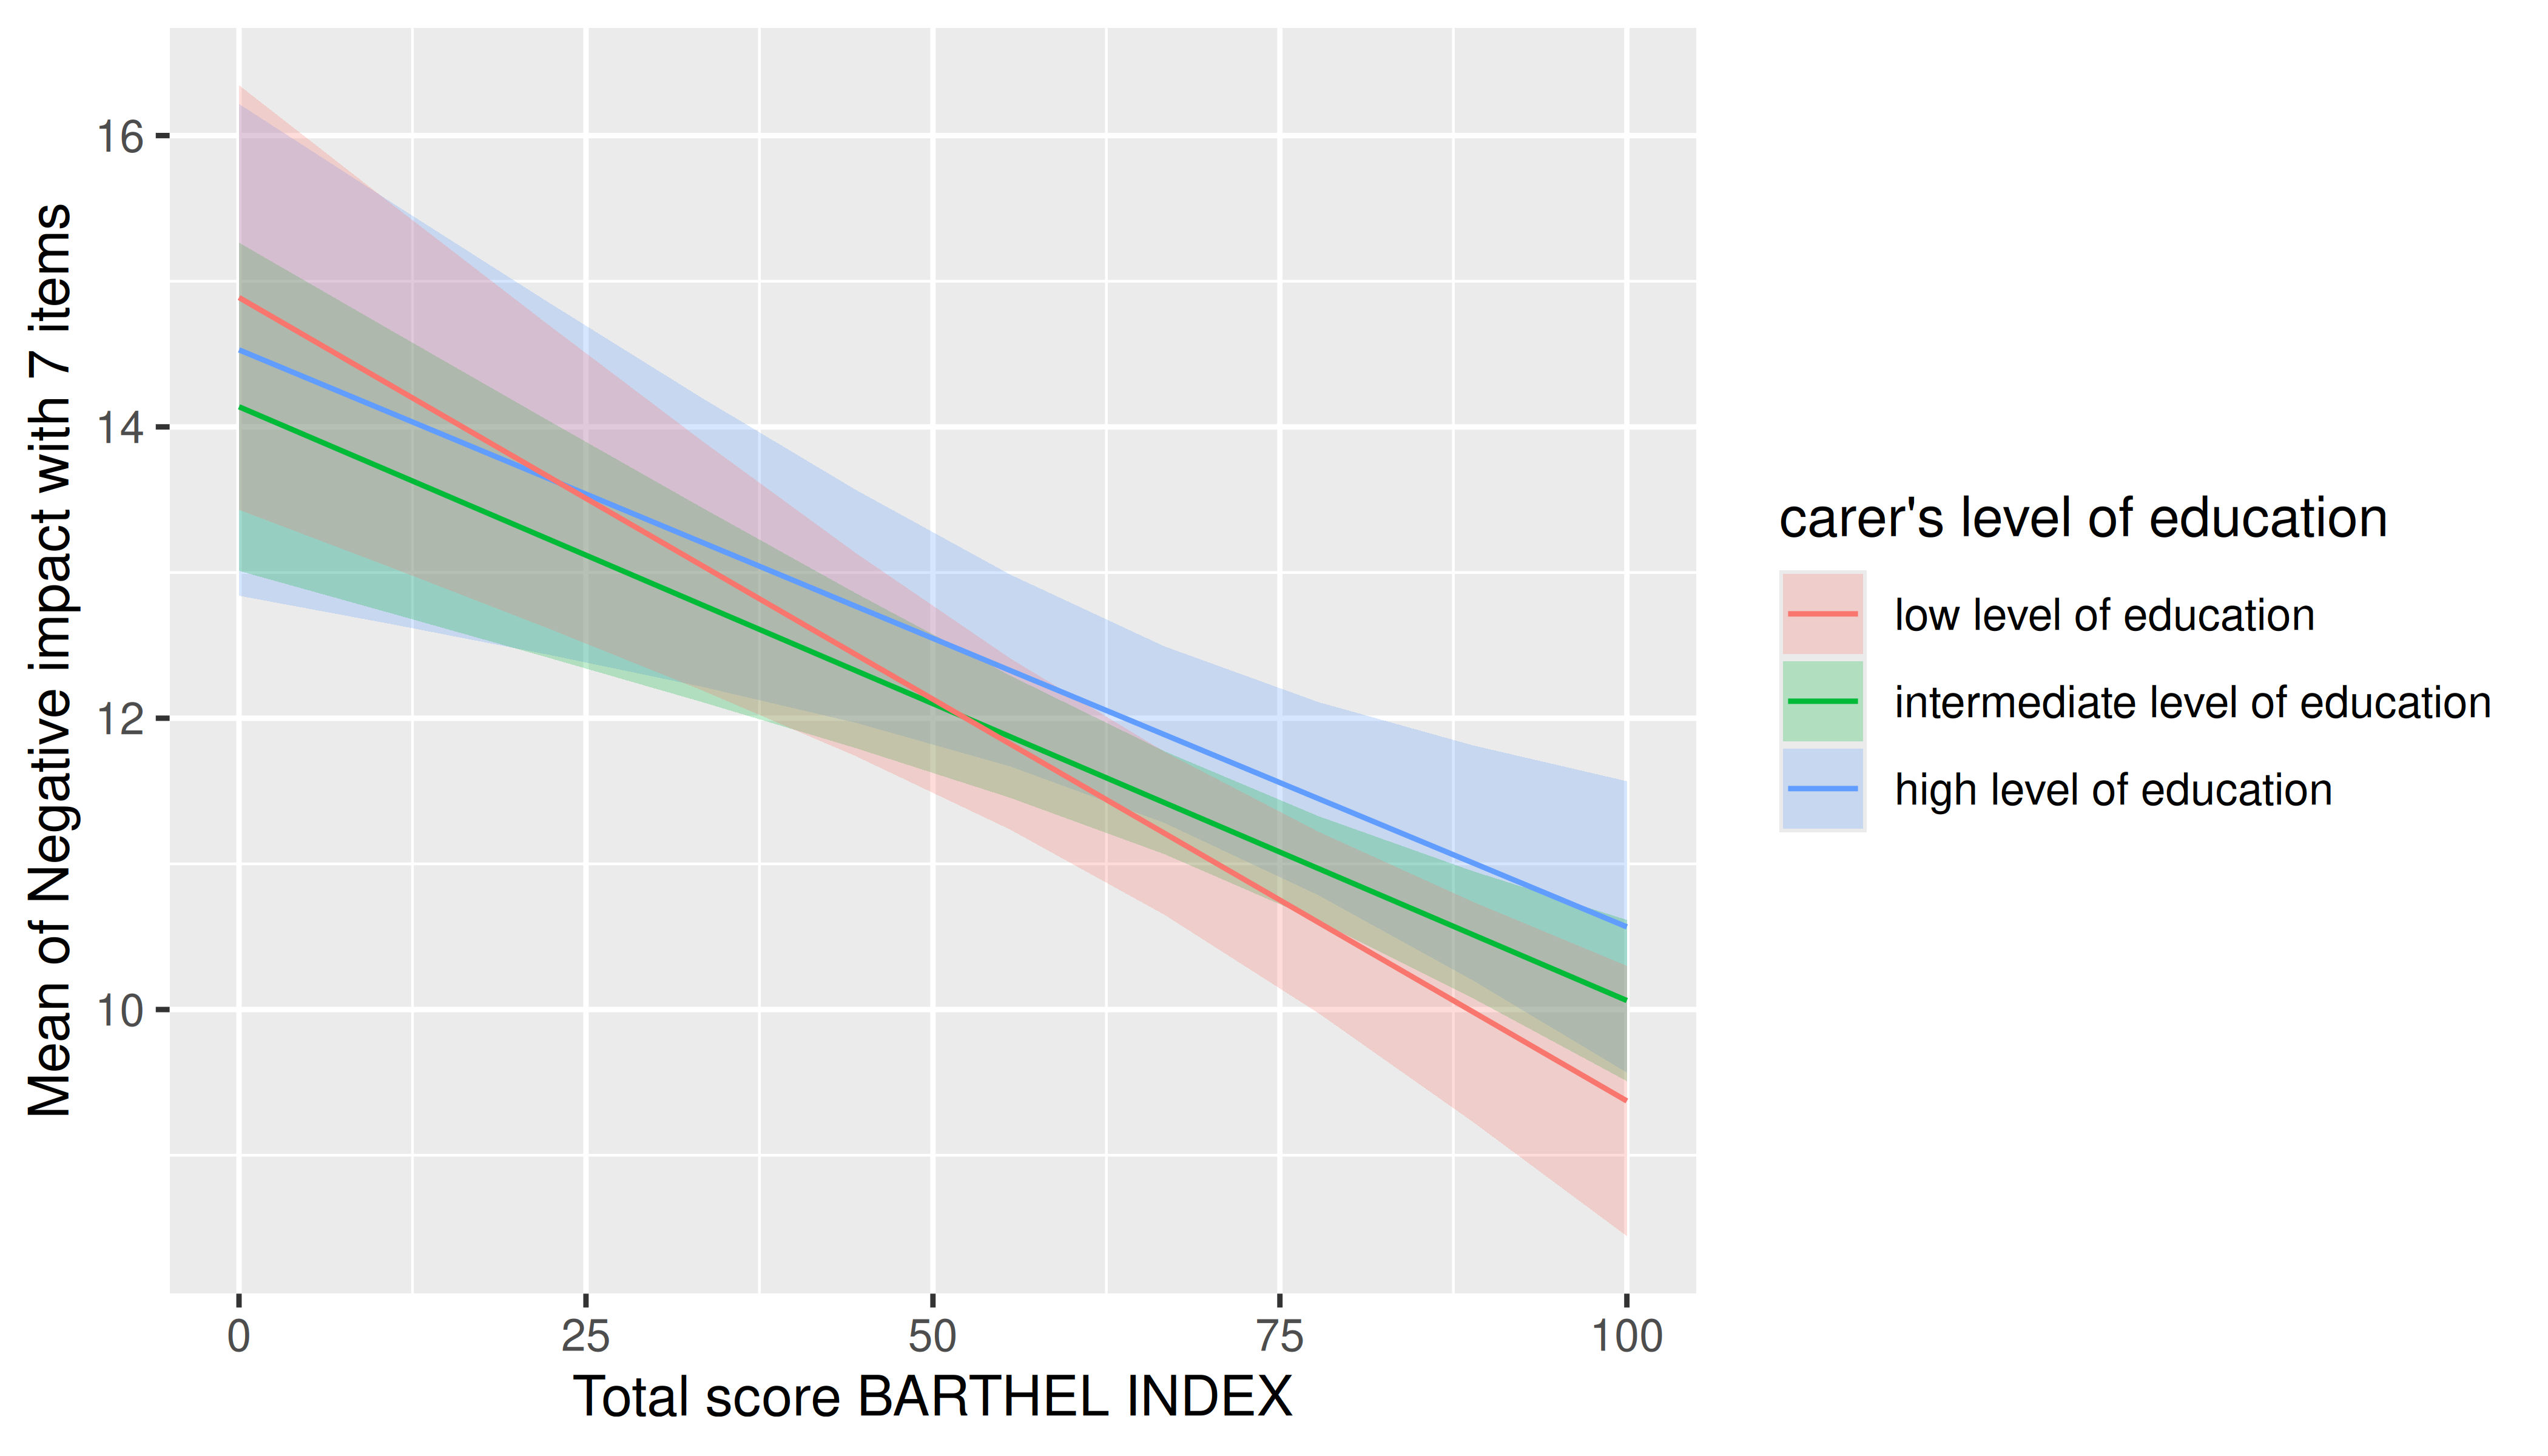 Mean of Negative impact with 7 items
16
14
12
10
0 25 50 75 100
Total score BARTHEL INDEX
carer's level of education
low level of education
intermediate level of education
high level of education